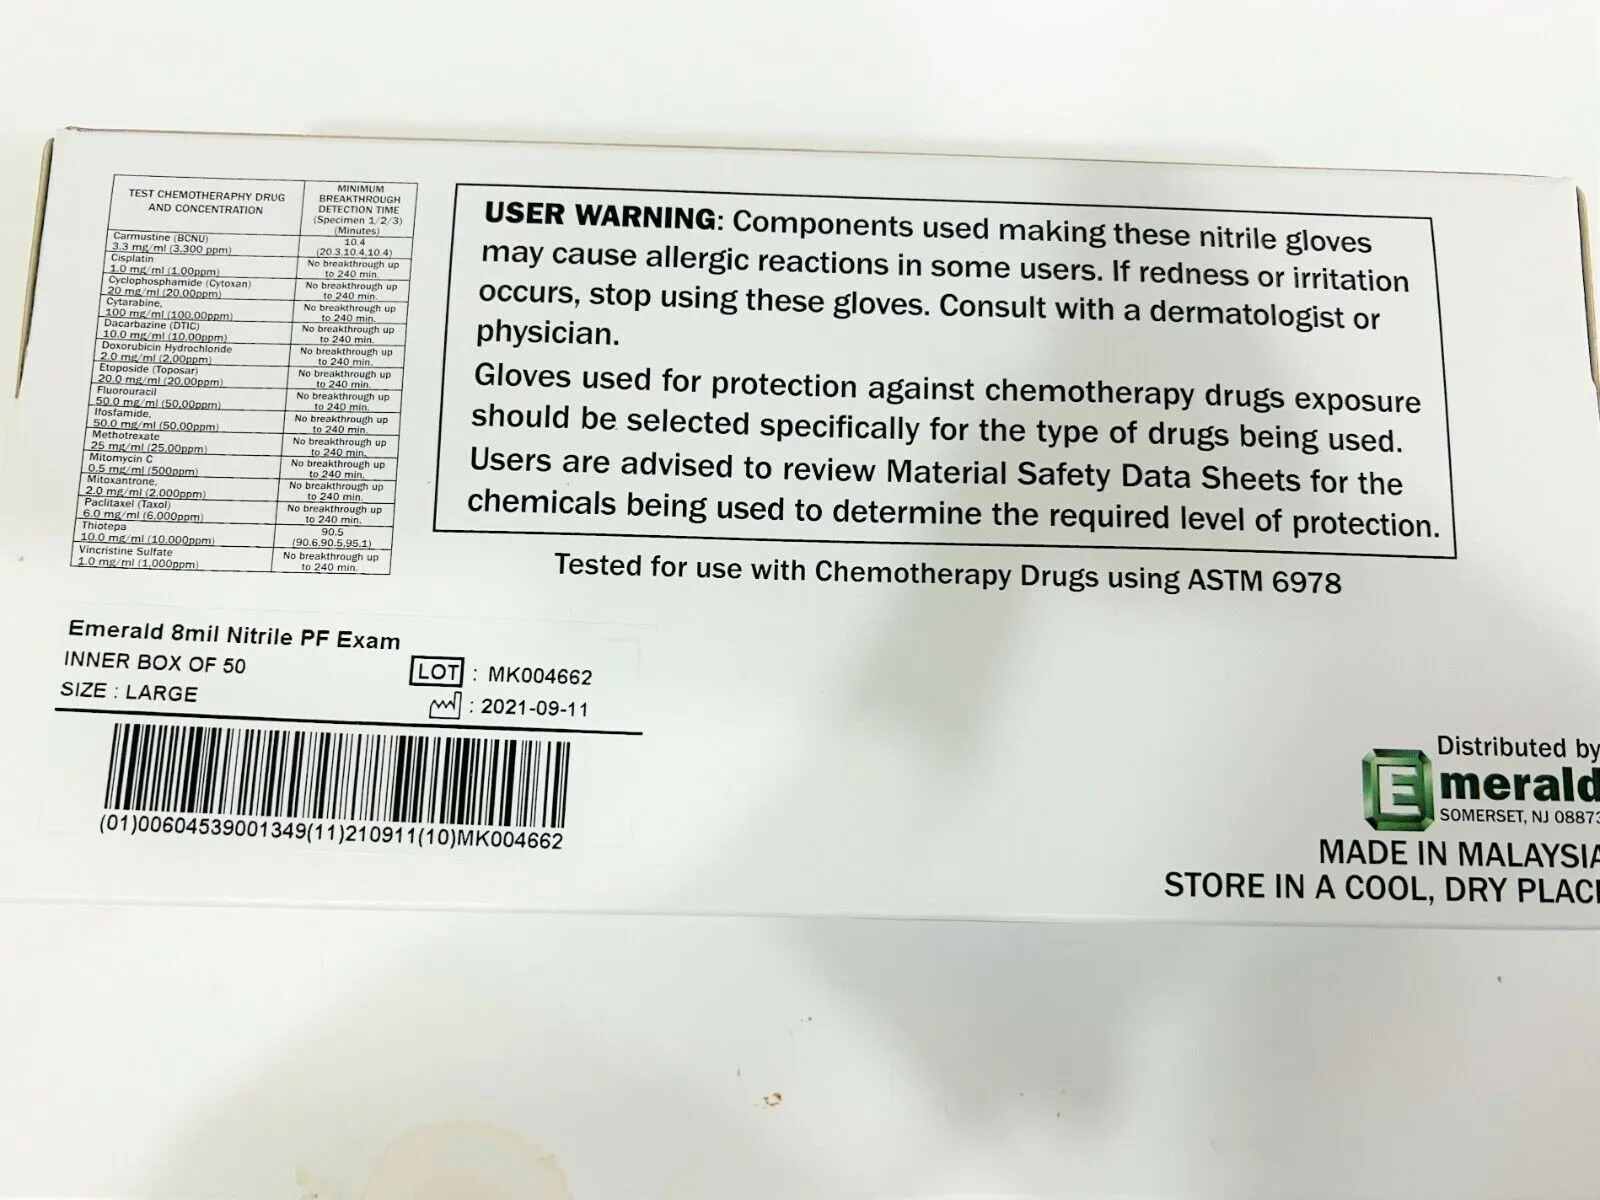 TEST CHEMOTHERAPHY DRUG
AND CONCENTRATION
MINIMUM
BREAKTHROUGH
DETECTION TIME
(Specimen 1/2/3)
(Minutes)
Carmustine (BCNU)
3.3 mg/ml (3,300 ppm)
10.4
(20.3,10.4,10.4)
Cisplatin
1.0 mg/ml (1,00ppm)
No breakthrough up
to 240 min.
Cyclophosphamide (Cytoxan)
20 mg/ml (20,00ppm)
No breakthrough up
to 240 min.
Cytarabine,
100 mg/ml (100,00ppm)
No breakthrough up
to 240 min.
Dacarbazine (DTIC)
10.0 mg/ml (10,00ppm)
No breakthrough up
to 240 min.
Doxorubicin Hydrochloride
2.0 mg/ml (2,00ppm)
No breakthrough up
to 240 min.
Etoposide (Toposar)
20.0 mg/ml (20,00ppm)
No breakthrough up
to 240 min.
Fluorouracil
50.0 mg/ml (50,00ppm)
No breakthrough up
to 240 min.
Ifosfamide,
50.0 mg/ml (50,00ppm)
No breakthrough up
to 240 min.
Methotrexate
25 mg/ml (25,00ppm)
No breakthrough up
to 240 min.
Mitomycin C
0.5 mg/ml (500ppm)
No breakthrough up
to 240 min.
Mitoxantrone,
2.0 mg/ml (2,000ppm)
No breakthrough up
to 240 min.
Paclitaxel (Taxol)
6.0 mg/ml (6,000ppm)
No breakthrough up
to 240 min.
Thiotepa
10.0 mg/ml (10,000ppm)
90.5
(90.6,90.5,95.1)
Vincristine Sulfate
1.0 mg/ml (1,000ppm)
No breakthrough up
to 240 min.
USER WARNING: Components used making these nitrile gloves
may cause allergic reactions in some users. If redness or irritation
occurs, stop using these gloves. Consult with a dermatologist or
physician.
Gloves used for protection against chemotherapy drugs exposure
should be selected specifically for the type of drugs being used.
Users are advised to review Material Safety Data Sheets for the
chemicals being used to determine the required level of protection.
Tested for use with Chemotherapy Drugs using ASTM 6978
Emerald 8mil Nitrile PF Exam
INNER BOX OF 50
SIZE : LARGE
LOT : MK004662
: 2021-09-11
(01)00604539001349(11)210911(10)MK004662
Distributed by
Emerald
SOMERSET, NJ 08873
MADE IN MALAYSIA
STORE IN A COOL, DRY PLACE